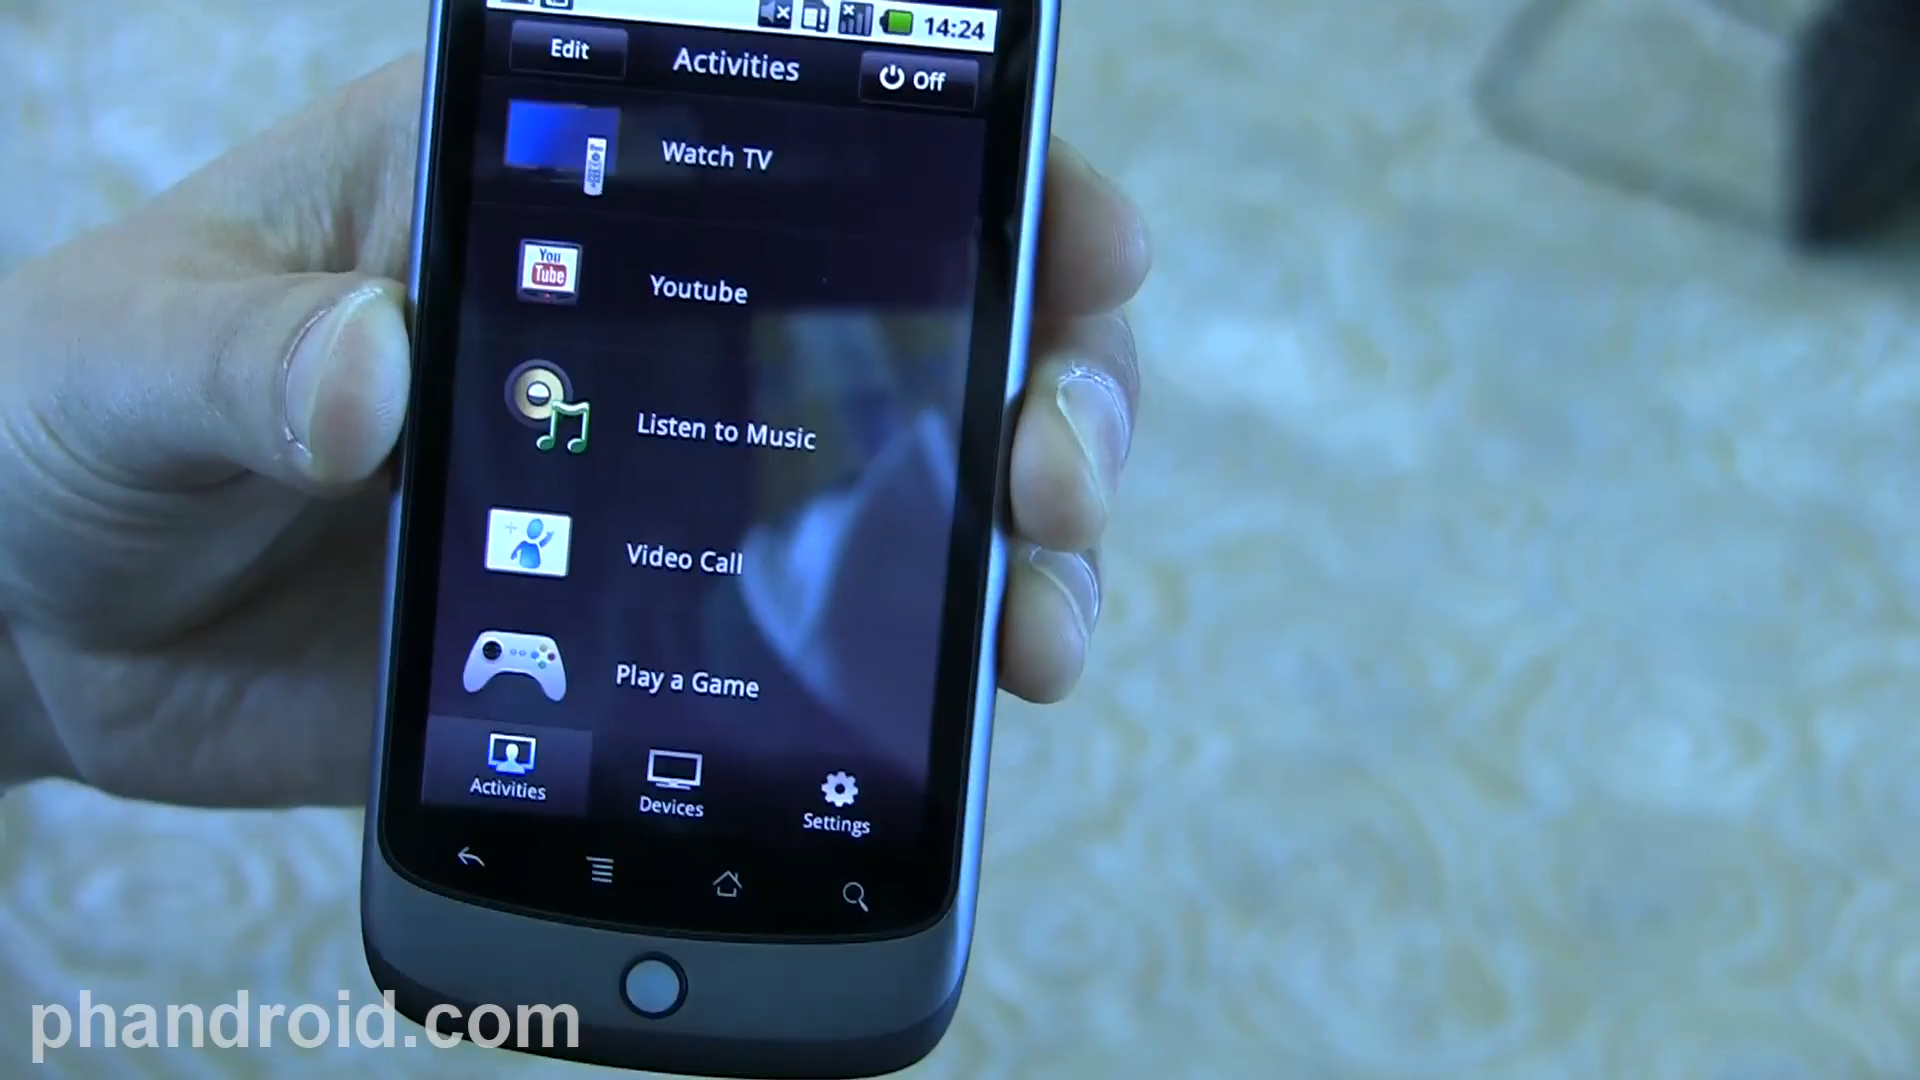 14:24
Edit
Activities
Off
Watch TV
You
Tube
Youtube
Listen to Music
Video Call
Play a Game
Activities
Devices
Settings
phandroid.com